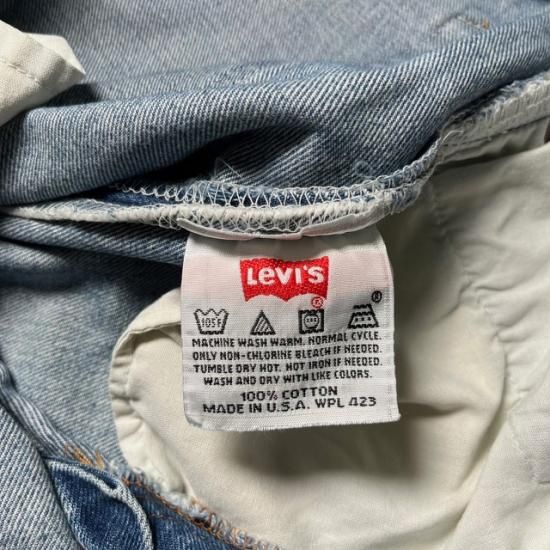 Levi's
®
105F
MACHINE WASH WARM. NORMAL CYCLE.
ONLY NON-CHLORINE BLEACH IF NEEDED.
TUMBLE DRY HOT. HOT IRON IF NEEDED.
WASH AND DRY WITH LIKE COLORS.
100% COTTON
MADE IN U.S.A. WPL 423